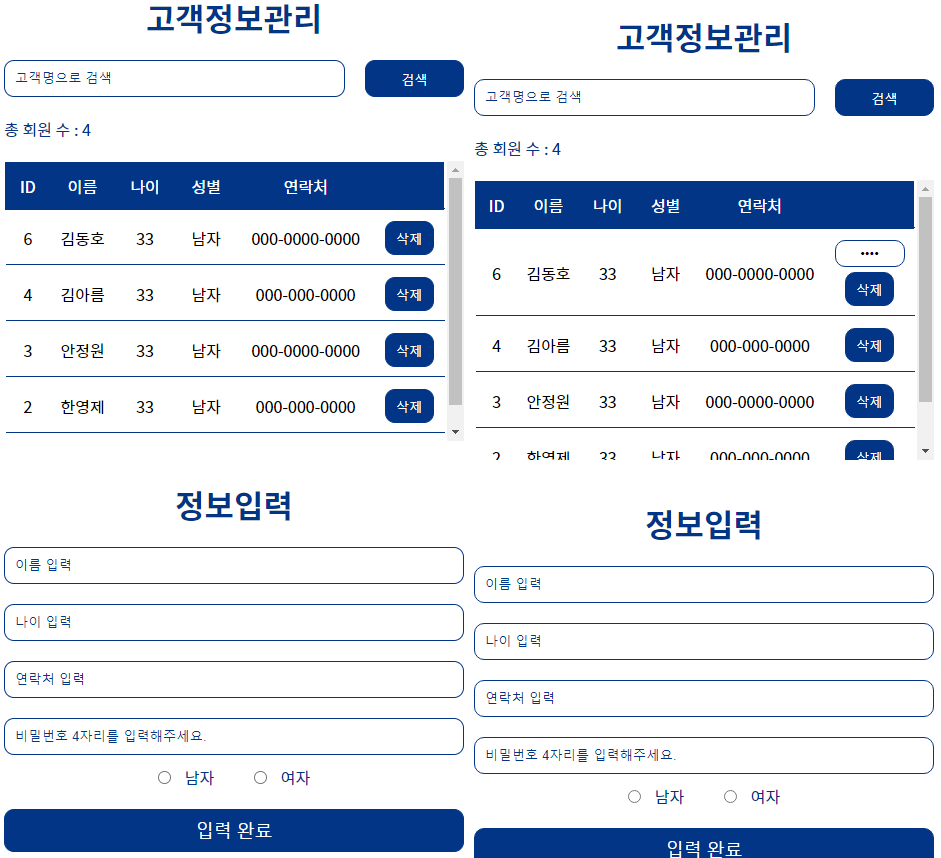 고객정보관리
고객명으로 검색
검색
총 회원 수 : 4
ID 이름 나이 성별 연락처
6 김동호 33 남자 000-0000-0000 삭제
4 김아름 33 남자 000-000-0000 삭제
3 안정원 33 남자 000-0000-0000 삭제
2 한영제 33 남자 000-000-0000 삭제
정보입력
이름 입력
나이 입력
연락처 입력
비밀번호 4자리를 입력해주세요.
남자 여자
입력 완료
고객정보관리
고객명으로 검색
검색
총 회원 수 : 4
ID 이름 나이 성별 연락처
••••
6 김동호 33 남자 000-0000-0000
삭제
4 김아름 33 남자 000-000-0000 삭제
3 안정원 33 남자 000-0000-0000 삭제
2 한영제 33 남자 000-000-0000 삭제
정보입력
이름 입력
나이 입력
연락처 입력
비밀번호 4자리를 입력해주세요.
남자 여자
입력 완료